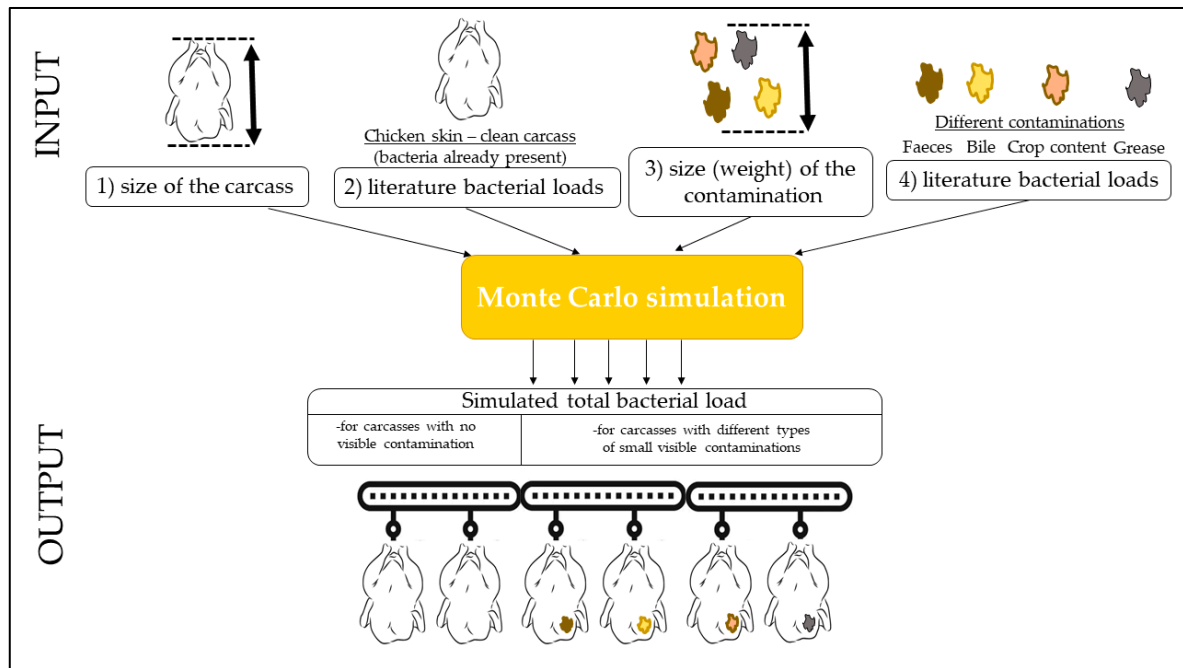 INPUT
Chicken skin – clean carcass
(bacteria already present)
Different contaminations
Faeces Bile Crop content Grease
1) size of the carcass
2) literature bacterial loads
3) size (weight) of the
contamination
4) literature bacterial loads
Monte Carlo simulation
OUTPUT
Simulated total bacterial load
-for carcasses with no
visible contamination
-for carcasses with different types
of small visible contaminations